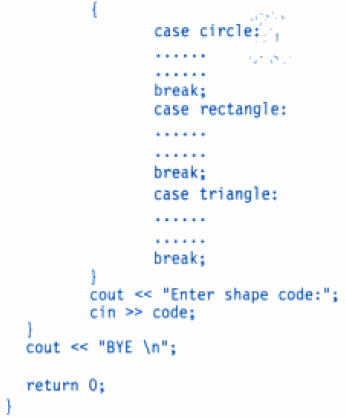 {
case circle:
......
......
break;
case rectangle:
......
......
break;
case triangle:
......
......
break;
}
cout << "Enter shape code:";
cin >> code;
}
cout << "BYE \n";
return 0;
}